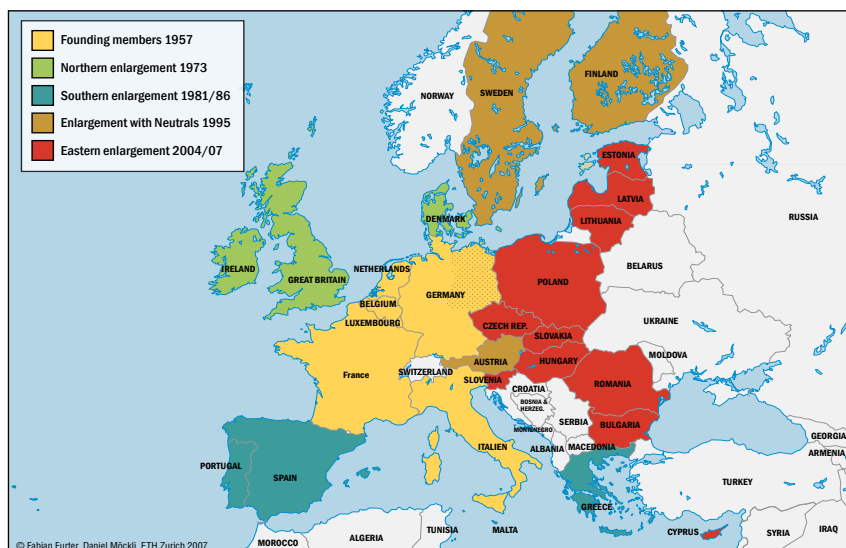 Founding members 1957
Northern enlargement 1973
Southern enlargement 1981/86
Enlargement with Neutrals 1995
Eastern enlargement 2004/07
NORWAY
SWEDEN
FINLAND
ESTONIA
LATVIA
LITHUANIA
RUSSIA
DENMARK
IRELAND
GREAT BRITAIN
NETHERLANDS
BELARUS
GERMANY
POLAND
BELGIUM
LUXEMBOURG
CZECH REP.
UKRAINE
SLOVAKIA
MOLDOVA
AUSTRIA
HUNGARY
France
SWITZERLAND
SLOVENIA
CROATIA
ROMANIA
BOSNIA &
HERZEG.
SERBIA
MONTENEGRO
BULGARIA
GEORGIA
ITALIEN
ALBANIA
MACEDONIA
ARMENIA
PORTUGAL
SPAIN
TURKEY
GREECE
MALTA
CYPRUS
SYRIA
IRAQ
TUNISIA
ALGERIA
MOROCCO
© Fabian Furter, Daniel Möckli, ETH Zurich 2007